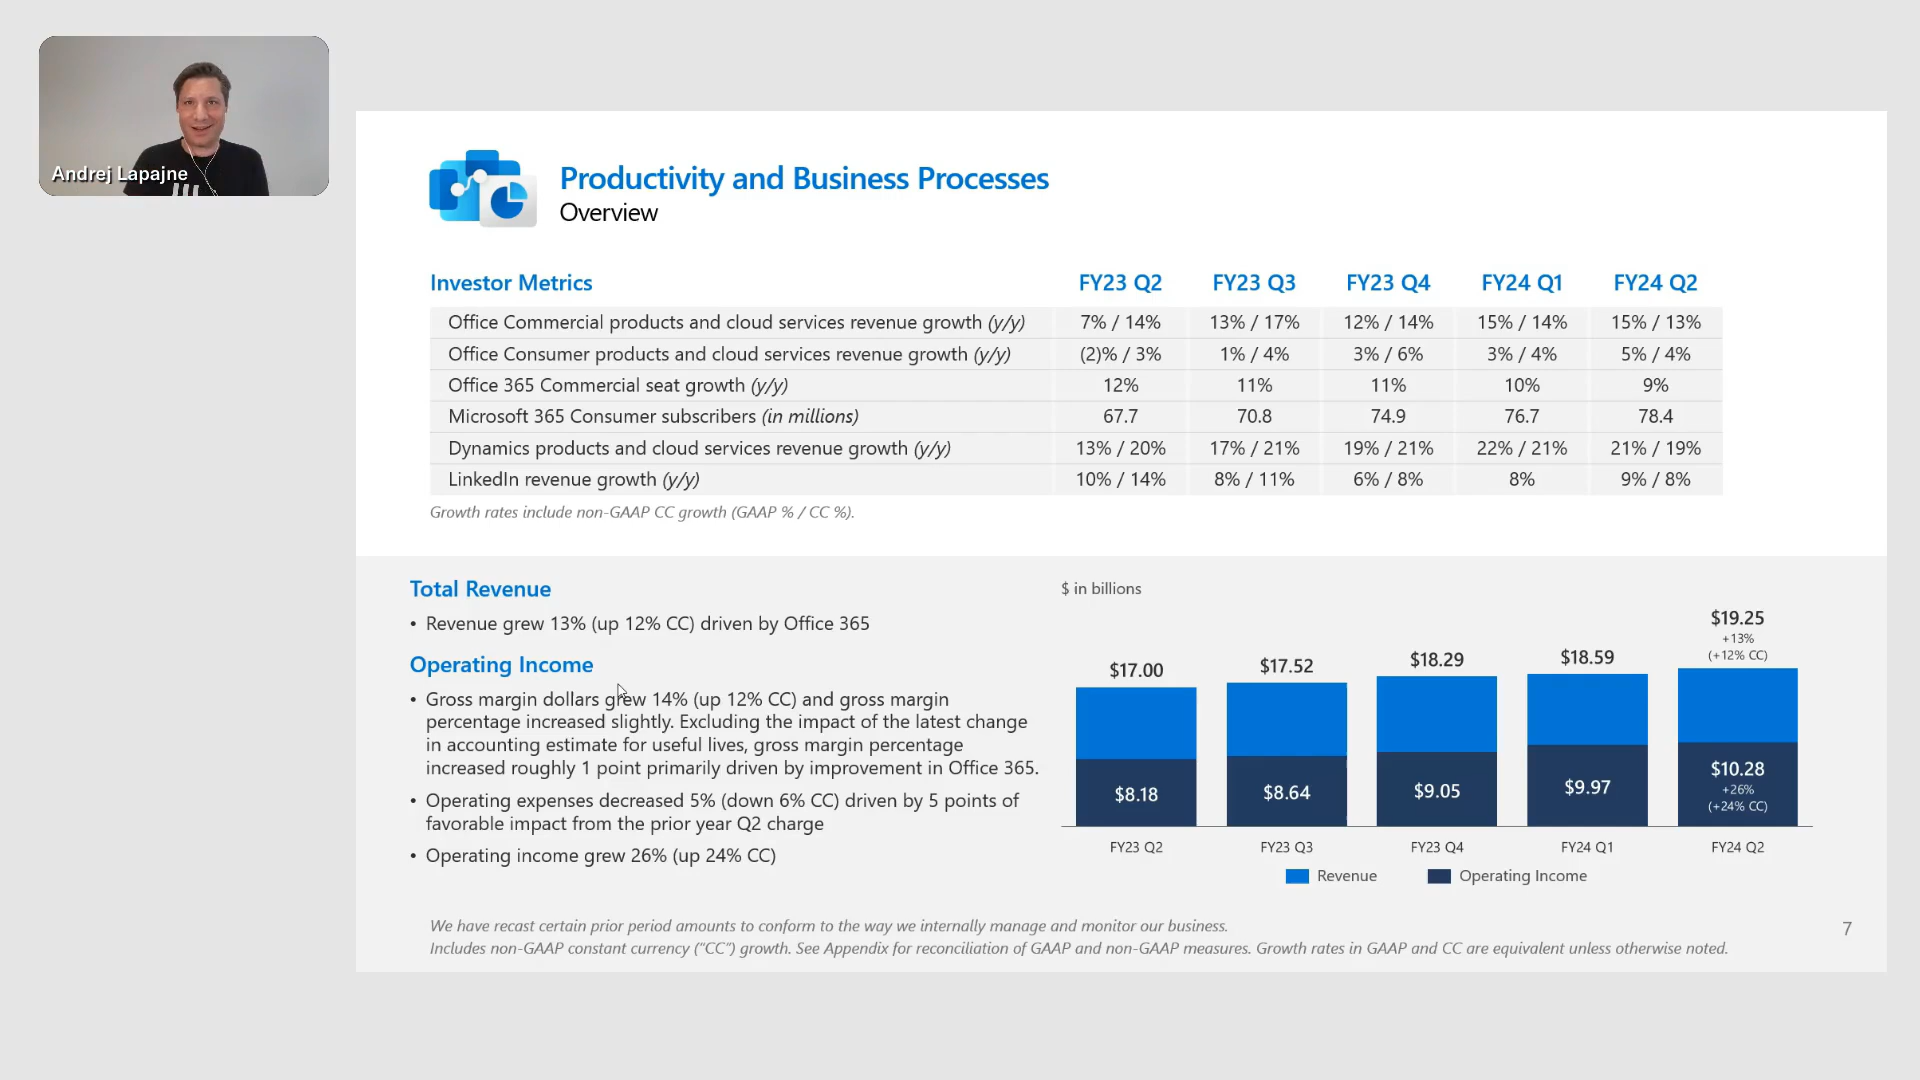 Andrej Lapajne
Productivity and Business Processes
Overview
Investor Metrics FY23 Q2 FY23 Q3 FY23 Q4 FY24 Q1 FY24 Q2
Office Commercial products and cloud services revenue growth (y/y) 7% / 14% 13% / 17% 12% / 14% 15% / 14% 15% / 13%
Office Consumer products and cloud services revenue growth (y/y) (2)% / 3% 1% / 4% 3% / 6% 3% / 4% 5% / 4%
Office 365 Commercial seat growth (y/y) 12% 11% 11% 10% 9%
Microsoft 365 Consumer subscribers (in millions) 67.7 70.8 74.9 76.7 78.4
Dynamics products and cloud services revenue growth (y/y) 13% / 20% 17% / 21% 19% / 21% 22% / 21% 21% / 19%
LinkedIn revenue growth (y/y) 10% / 14% 8% / 11% 6% / 8% 8% 9% / 8%
Growth rates include non-GAAP CC growth (GAAP % / CC %).
Total Revenue
• Revenue grew 13% (up 12% CC) driven by Office 365
Operating Income
• Gross margin dollars grew 14% (up 12% CC) and gross margin
percentage increased slightly. Excluding the impact of the latest change
in accounting estimate for useful lives, gross margin percentage
increased roughly 1 point primarily driven by improvement in Office 365.
• Operating expenses decreased 5% (down 6% CC) driven by 5 points of
favorable impact from the prior year Q2 charge
• Operating income grew 26% (up 24% CC)
$ in billions
$17.00 $17.52 $18.29 $18.59 $19.25
+13%
(+12% CC)
$8.18 $8.64 $9.05 $9.97 $10.28
+26%
(+24% CC)
FY23 Q2 FY23 Q3 FY23 Q4 FY24 Q1 FY24 Q2
Revenue Operating Income
We have recast certain prior period amounts to conform to the way we internally manage and monitor our business.
Includes non-GAAP constant currency ("CC") growth. See Appendix for reconciliation of GAAP and non-GAAP measures. Growth rates in GAAP and CC are equivalent unless otherwise noted.
7